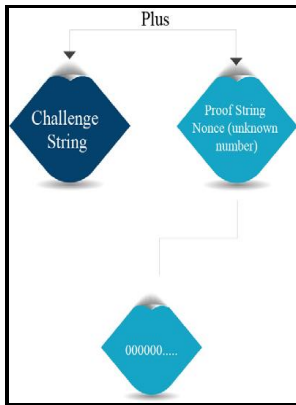 Plus
Challenge
String
Proof String
Nonce (unknown
number)
000000.....